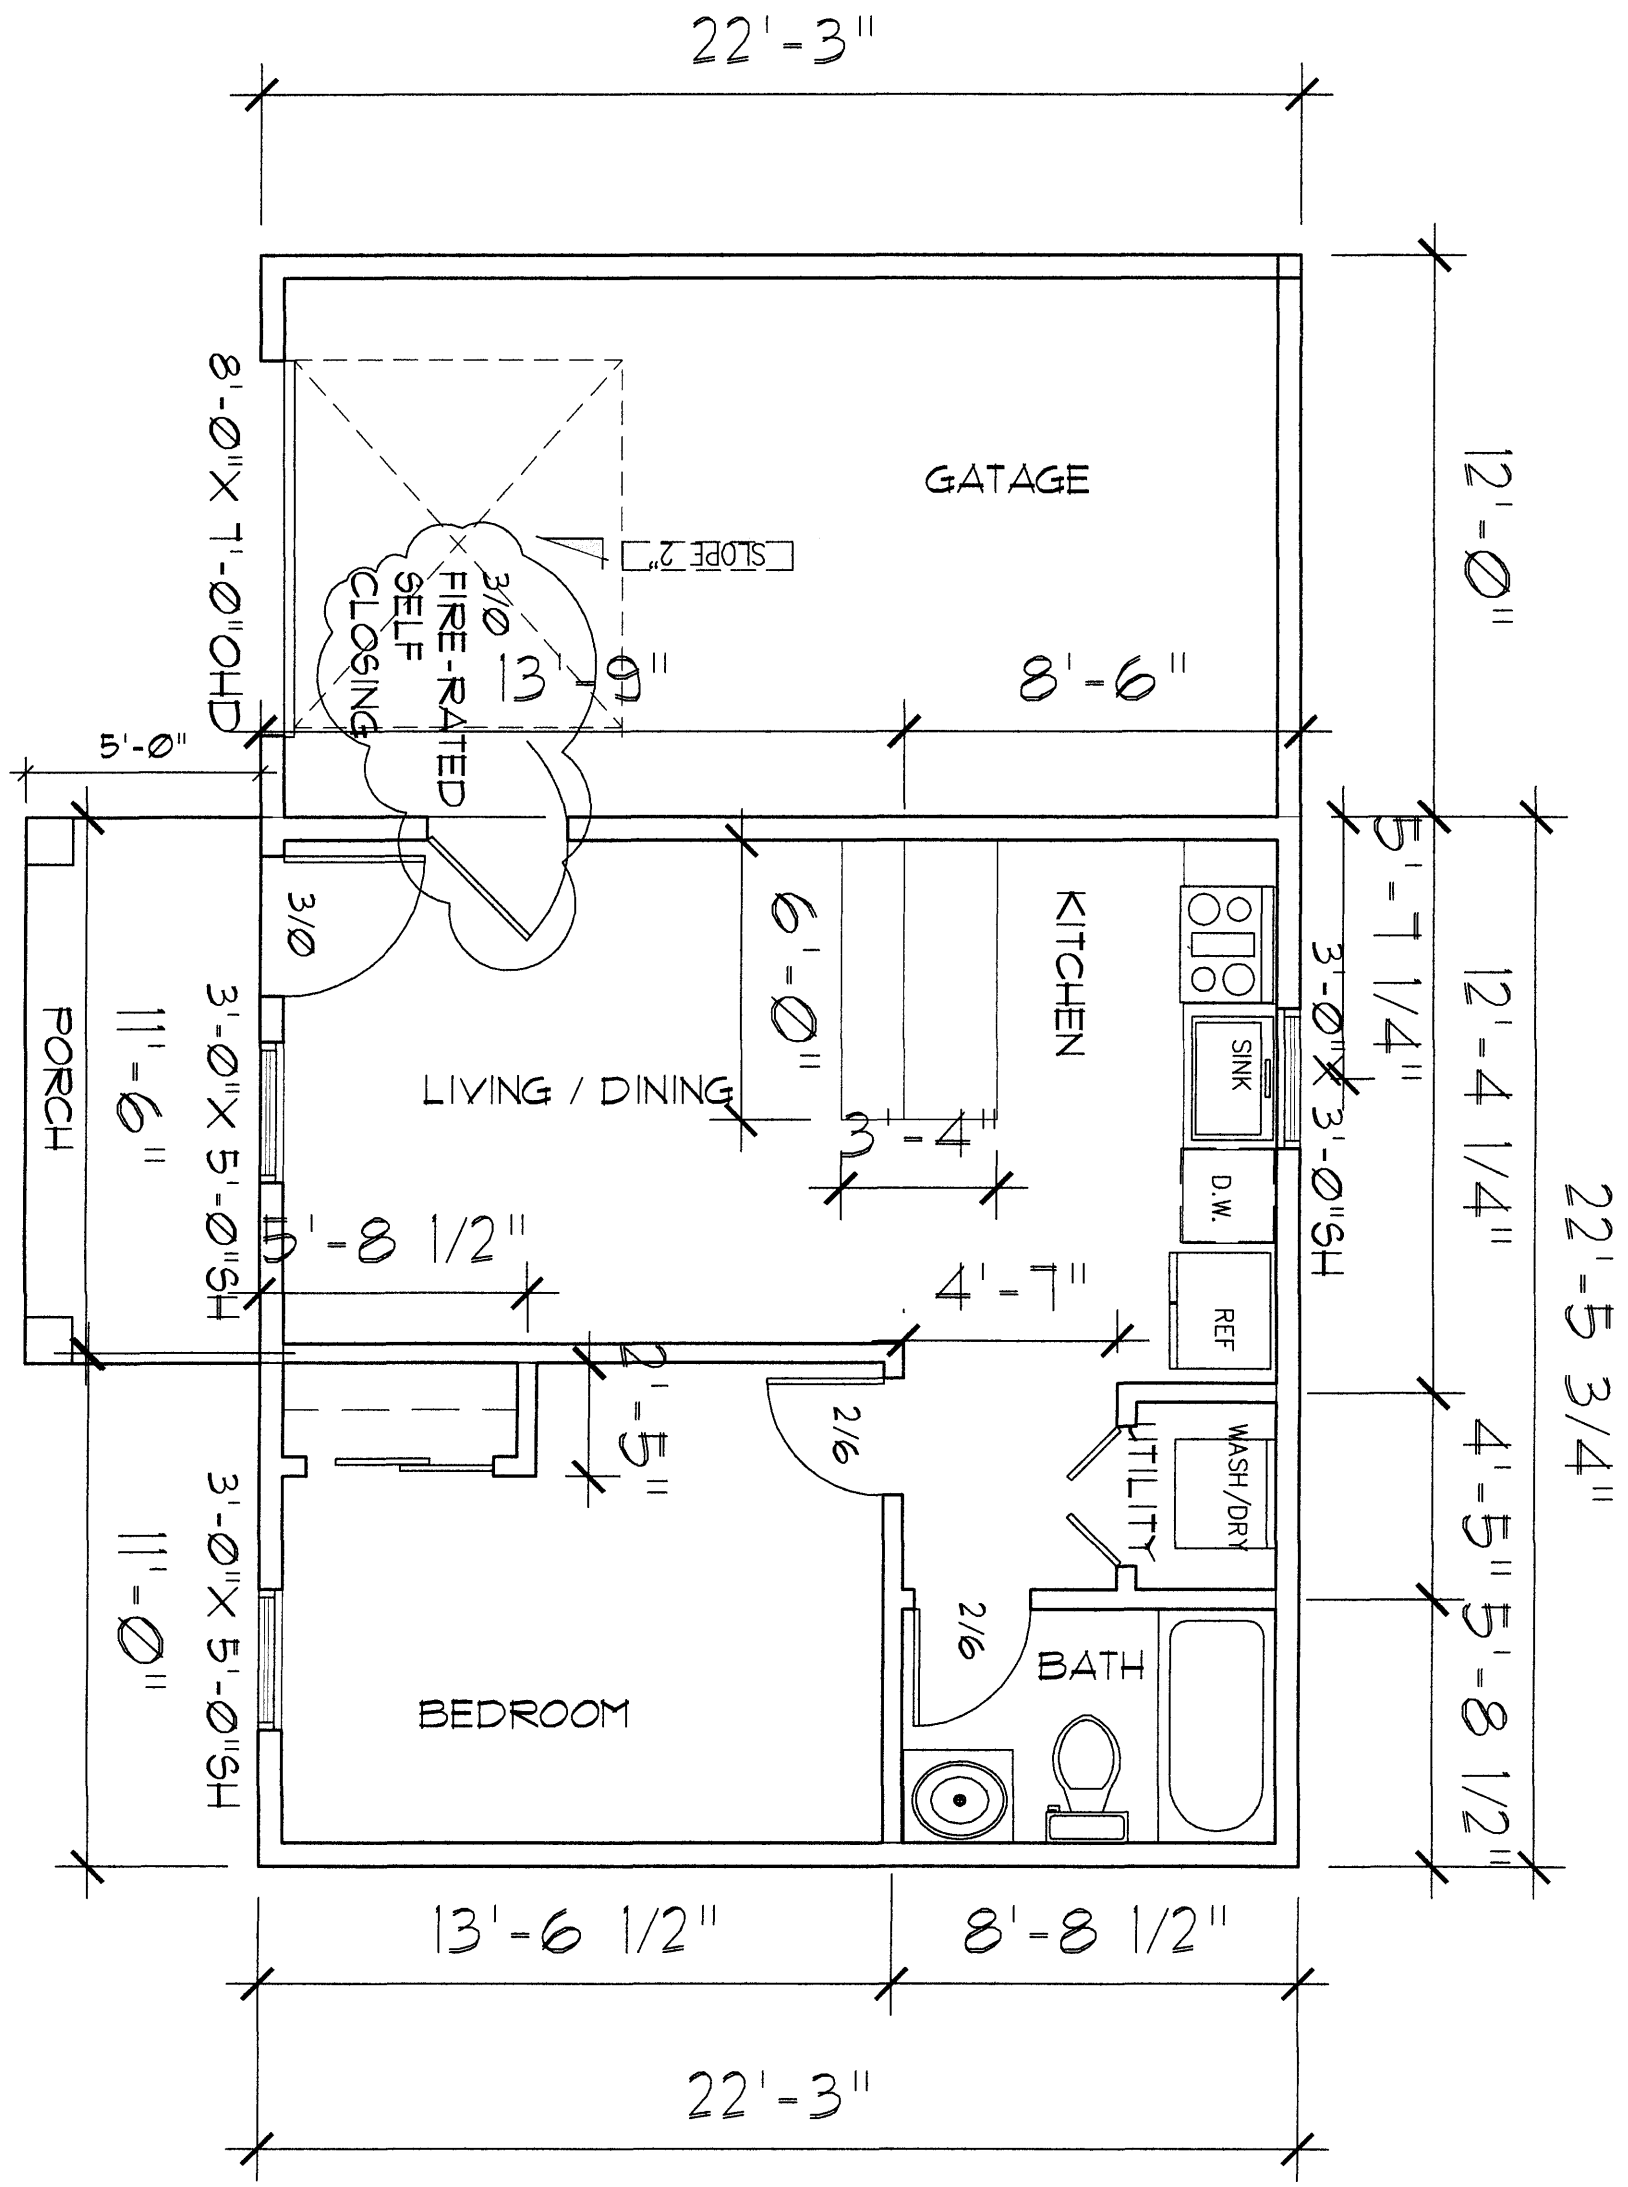 22'-3"
12'-0"
GATAGE
8'-0"X 7'-0"OHD
SLOPE 2"
3/0
FIRE-RATED
SELF
CLOSING
13'-9"
8'-6"
5'-0"
5'-7 1/4"
3/0
6'-0"
KITCHEN
3'-0"X 3'-0"SH
12'-4 1/4"
22'-5 3/4"
PORCH
11'-6"
3'-0"X 5'-0"SH
LIVING / DINING
SINK
3'-4"
D.W.
5'-8 1/2"
4'-7"
REF
2'-5"
2/6
UTILITY
WASH/DRY
4'-5"
11'-0"
3'-0"X 5'-0"SH
2/6
BATH
5'-8 1/2"
BEDROOM
13'-6 1/2"
8'-8 1/2"
22'-3"